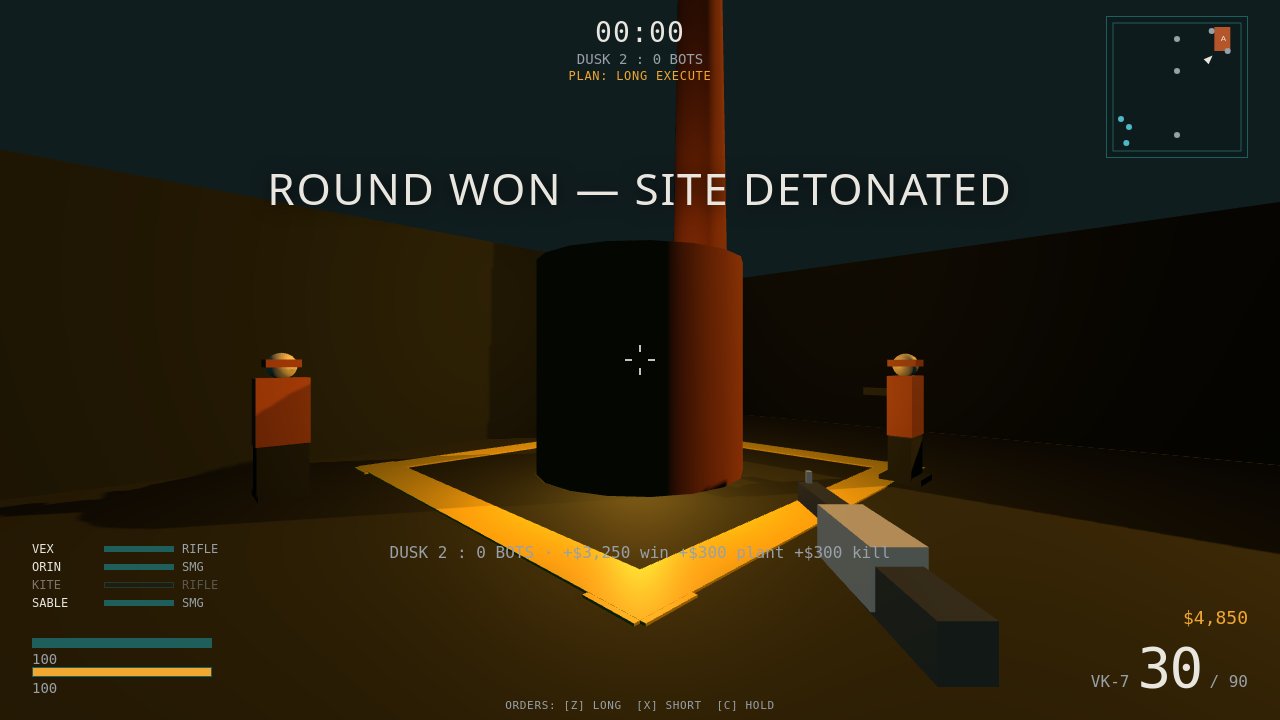 00:00
DUSK 2 : 0 BOTS
PLAN: LONG EXECUTE
A
ROUND WON — SITE DETONATED
DUSK 2 : 0 BOTS · +$3,250 win +$300 plant +$300 kill
VEX RIFLE
ORIN SMG
KITE RIFLE
SABLE SMG
100
100
$4,850
VK-7 30 / 90
ORDERS: [Z] LONG [X] SHORT [C] HOLD